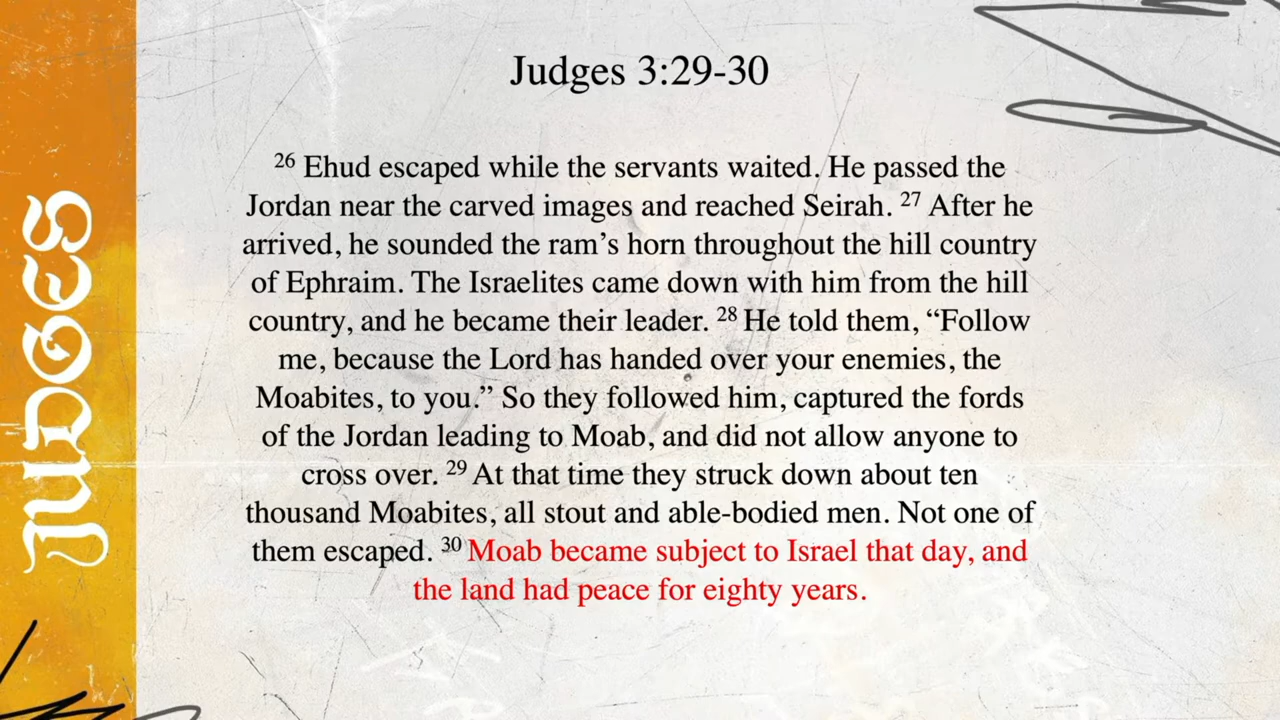 JUDGES
Judges 3:29-30
26 Ehud escaped while the servants waited. He passed the
Jordan near the carved images and reached Seirah. 27 After he
arrived, he sounded the ram’s horn throughout the hill country
of Ephraim. The Israelites came down with him from the hill
country, and he became their leader. 28 He told them, “Follow
me, because the Lord has handed over your enemies, the
Moabites, to you.” So they followed him, captured the fords
of the Jordan leading to Moab, and did not allow anyone to
cross over. 29 At that time they struck down about ten
thousand Moabites, all stout and able-bodied men. Not one of
them escaped. 30 Moab became subject to Israel that day, and
the land had peace for eighty years.